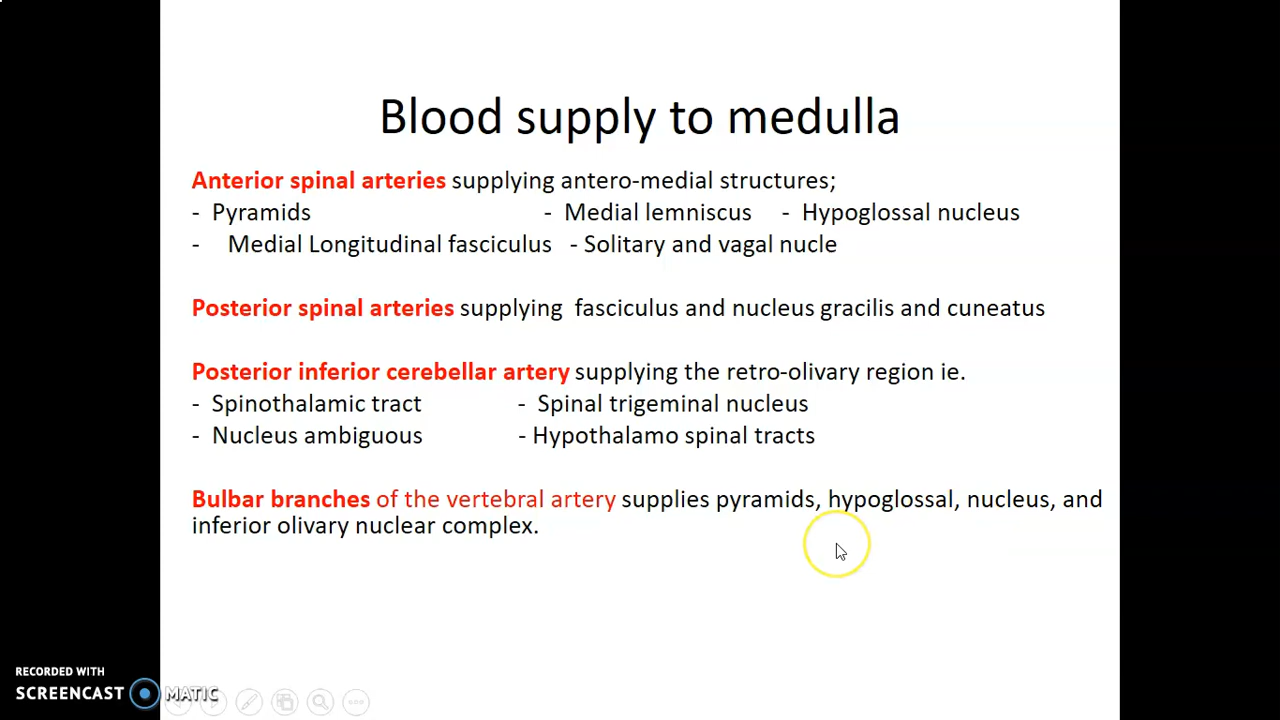 Blood supply to medulla
Anterior spinal arteries supplying antero-medial structures;
- Pyramids - Medial lemniscus - Hypoglossal nucleus
- Medial Longitudinal fasciculus - Solitary and vagal nucle
Posterior spinal arteries supplying fasciculus and nucleus gracilis and cuneatus
Posterior inferior cerebellar artery supplying the retro-olivary region ie.
- Spinothalamic tract - Spinal trigeminal nucleus
- Nucleus ambiguous - Hypothalamo spinal tracts
Bulbar branches of the vertebral artery supplies pyramids, hypoglossal, nucleus, and
inferior olivary nuclear complex.
RECORDED WITH
SCREENCAST MATIC